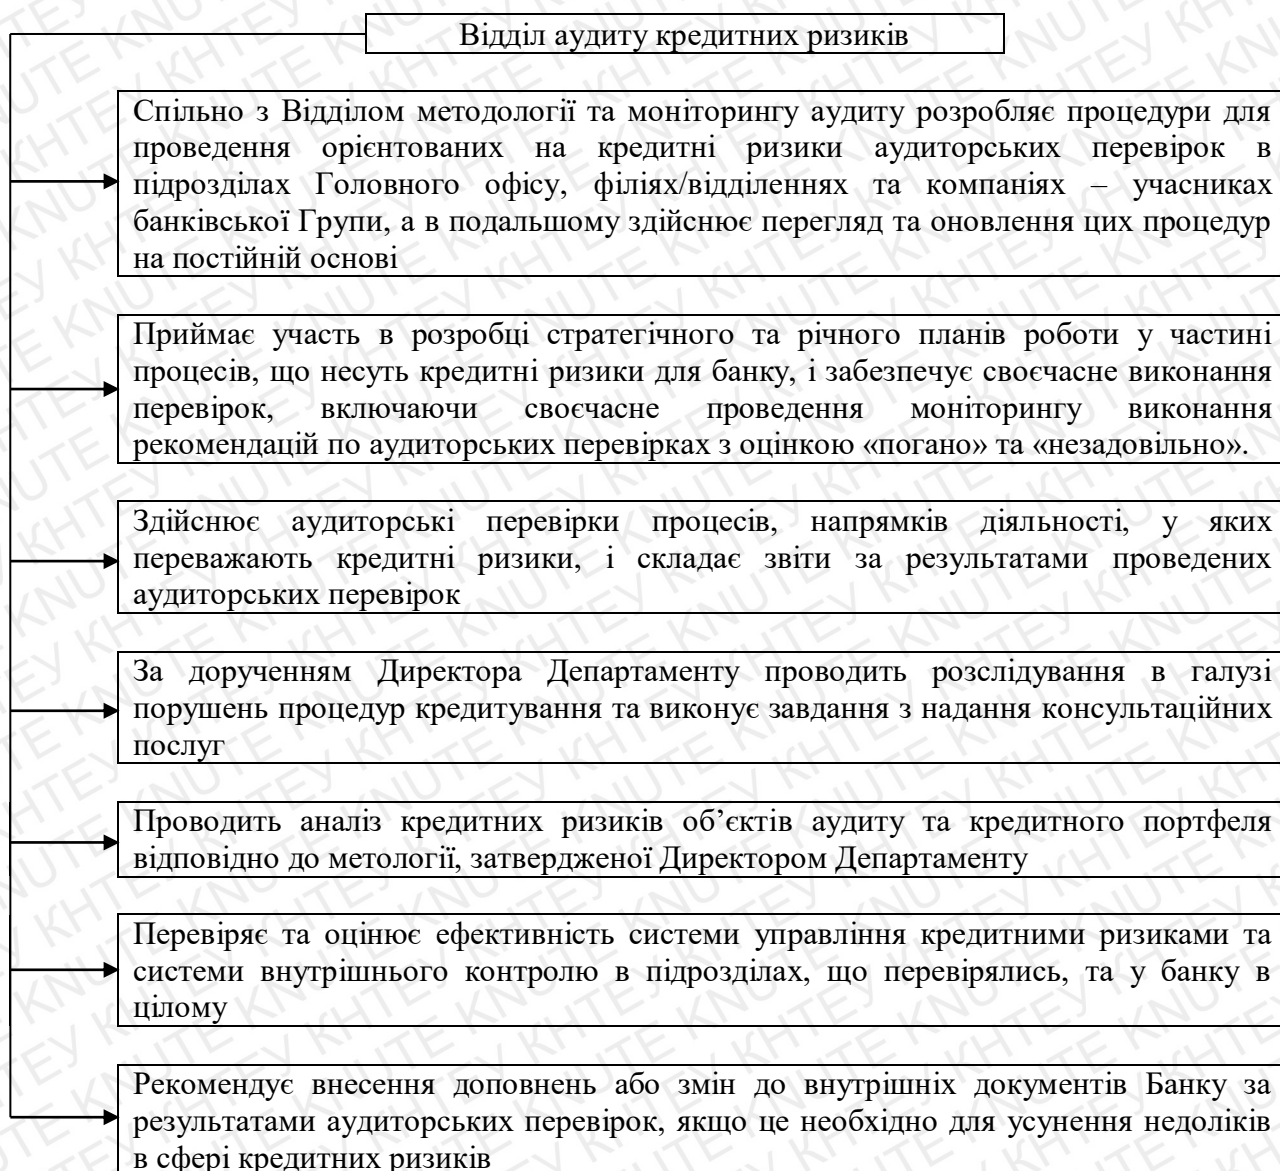 Відділ аудиту кредитних ризиків
Спільно з Відділом методології та моніторингу аудиту розробляє процедури для
проведення орієнтованих на кредитні ризики аудиторських перевірок в
підрозділах Головного офісу, філіях/відділеннях та компаніях – учасниках
банківської Групи, а в подальшому здійснює перегляд та оновлення цих процедур
на постійній основі
Приймає участь в розробці стратегічного та річного планів роботи у частині
процесів, що несуть кредитні ризики для банку, і забезпечує своєчасне виконання
перевірок, включаючи своєчасне проведення моніторингу виконання
рекомендацій по аудиторських перевірках з оцінкою «погано» та «незадовільно».
Здійснює аудиторські перевірки процесів, напрямків діяльності, у яких
переважають кредитні ризики, і складає звіти за результатами проведених
аудиторських перевірок
За дорученням Директора Департаменту проводить розслідування в галузі
порушень процедур кредитування та виконує завдання з надання консультаційних
послуг
Проводить аналіз кредитних ризиків об’єктів аудиту та кредитного портфеля
відповідно до метології, затвердженої Директором Департаменту
Перевіряє та оцінює ефективність системи управління кредитними ризиками та
системи внутрішнього контролю в підрозділах, що перевірялись, та у банку в
цілому
Рекомендує внесення доповнень або змін до внутрішніх документів Банку за
результатами аудиторських перевірок, якщо це необхідно для усунення недоліків
в сфері кредитних ризиків